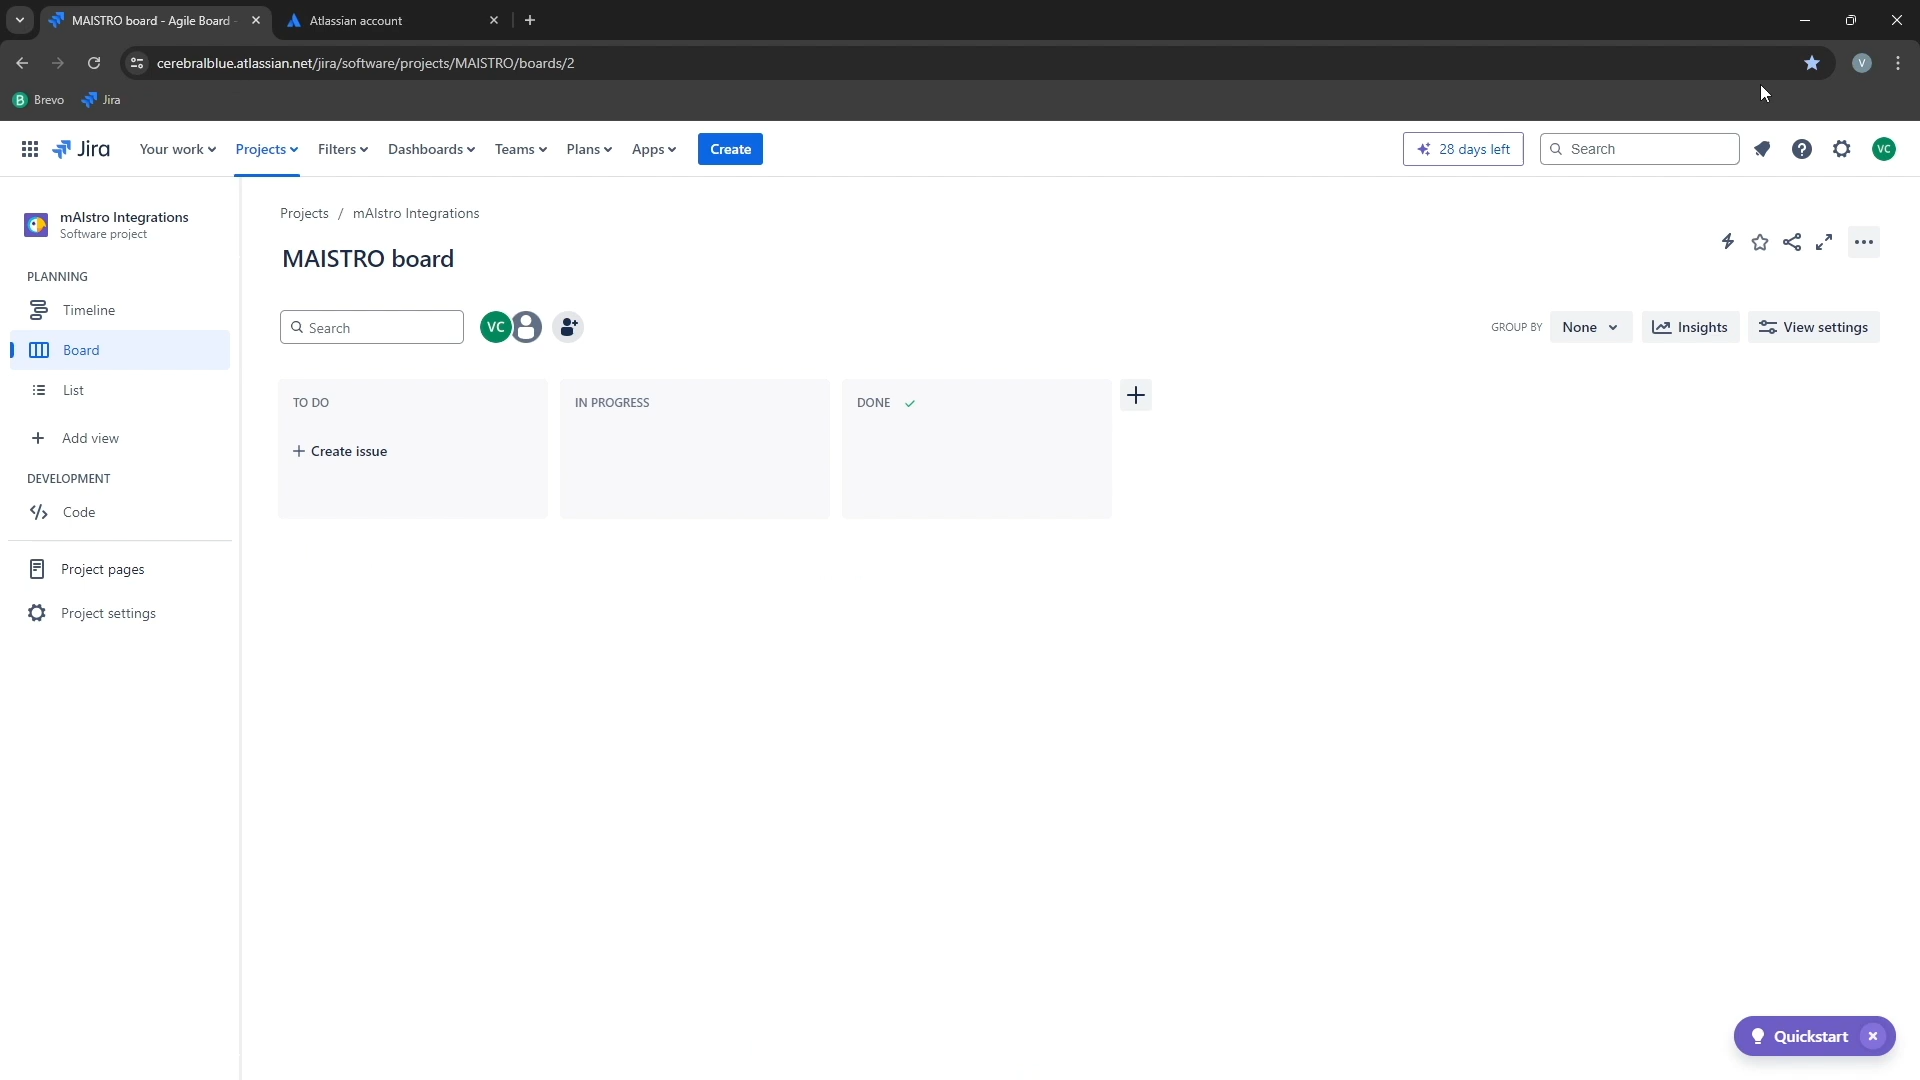 MAISTRO board - Agile Board -
Atlassian account
cerebralblue.atlassian.net/jira/software/projects/MAISTRO/boards/2
V
B Brevo
Jira
Jira
Your work
Projects
Filters
Dashboards
Teams
Plans
Apps
Create
28 days left
Search
VC
mAIstro Integrations
Software project
PLANNING
Timeline
Board
List
Add view
DEVELOPMENT
Code
Project pages
Project settings
Projects / mAIstro Integrations
MAISTRO board
Search
VC
GROUP BY
None
Insights
View settings
TO DO
IN PROGRESS
DONE
+ Create issue
Quickstart